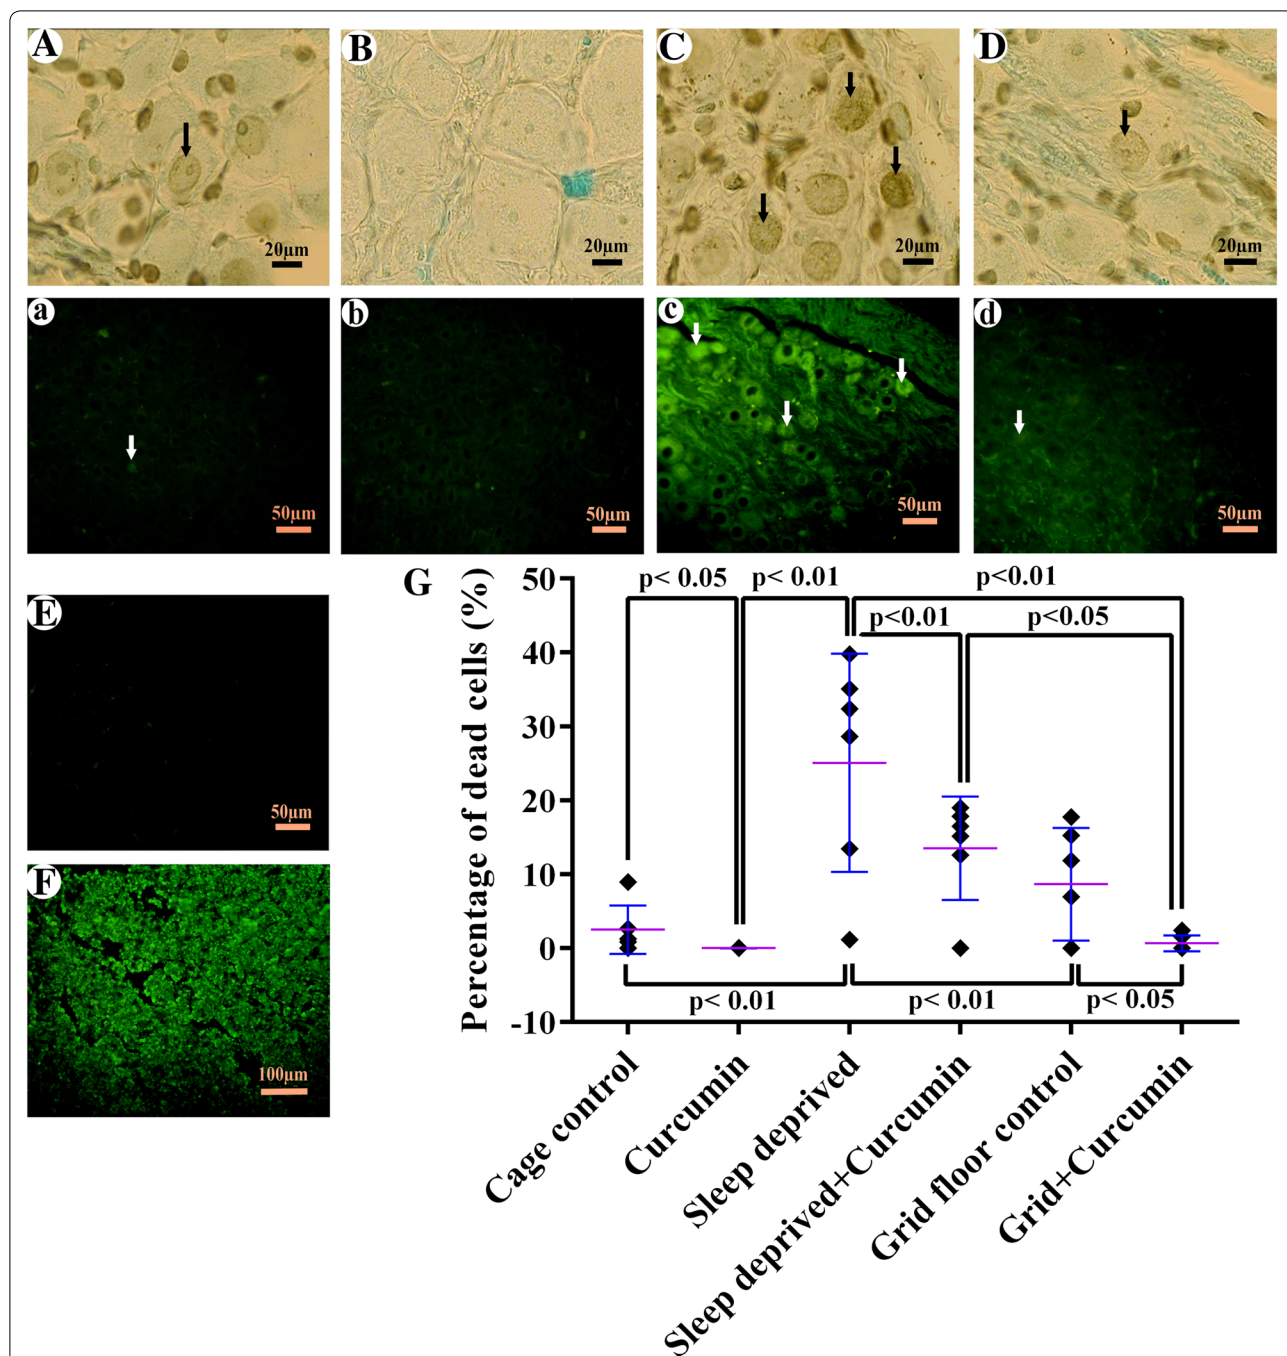 A B C D
20µm 20µm 20µm 20µm
a b c d
50µm 50µm 50µm 50µm
E
50µm
F
100µm
G
Percentage of dead cells (%)
50
40
30
20
10
0
-10
p< 0.05 p< 0.01 p<0.01
p<0.01 p<0.05
p< 0.01 p< 0.01 p< 0.05
Cage control
Curcumin
Sleep deprived
Sleep deprived+Curcumin
Grid floor control
Grid+Curcumin